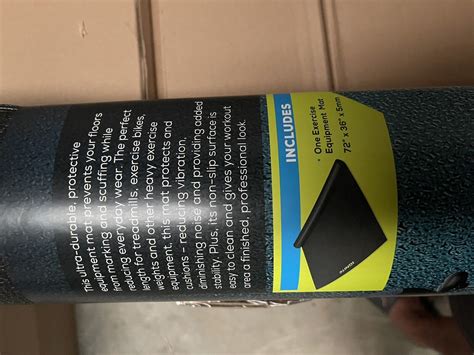 This ultra-durable, protective
equipment mat prevents your floors
from marking and scuffing while
reducing everyday wear. The perfect
length for treadmills, exercise bikes,
weights and other heavy exercise
equipment, this mat protects and
cushions – reducing vibration,
diminishing noise and providing added
stability. Plus, its non-slip surface is
easy to clean and gives your workout
area a finished, professional look.
INCLUDES
• One Exercise
Equipment Mat
72" x 36" x 5mm